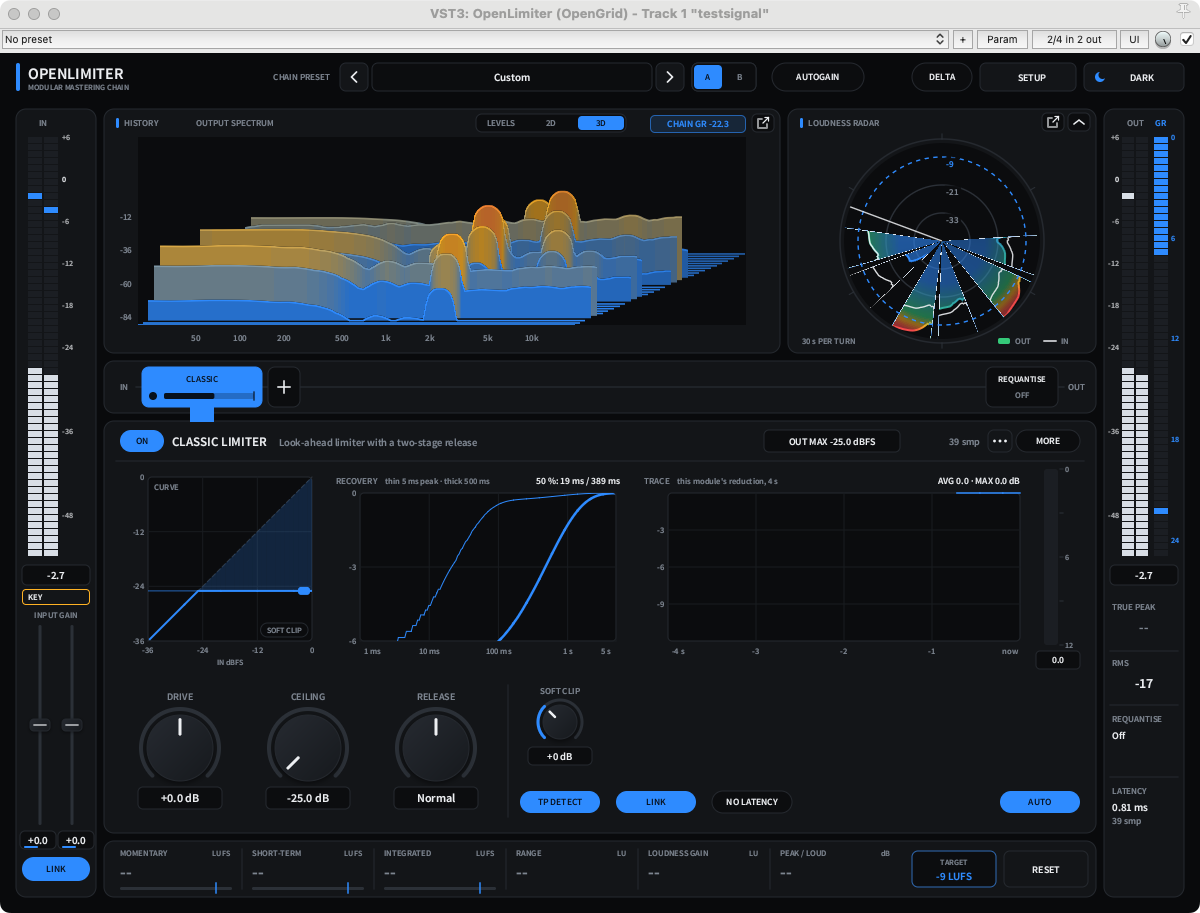 VST3: OpenLimiter (OpenGrid) - Track 1 "testsignal"
No preset
+
Param
2/4 in 2 out
UI
OPENLIMITER
MODULAR MASTERING CHAIN
CHAIN PRESET
Custom
A
B
AUTOGAIN
DELTA
SETUP
DARK
IN
+6
0
-6
-12
-18
-24
-36
-48
-2.7
KEY
INPUT GAIN
+0.0
+0.0
LINK
HISTORY
OUTPUT SPECTRUM
LEVELS
2D
3D
CHAIN GR -22.3
-12
-36
-60
-84
50
100
200
500
1k
2k
5k
10k
LOUDNESS RADAR
-9
-21
-33
30 s PER TURN
OUT
IN
IN
CLASSIC
+
REQUANTISE
OFF
OUT
ON
CLASSIC LIMITER
Look-ahead limiter with a two-stage release
OUT MAX -25.0 dBFS
39 smp
•••
MORE
CURVE
0
-12
-24
-36
-36
-24
-12
0
SOFT CLIP
IN dBFS
RECOVERY
thin 5 ms peak · thick 500 ms
50 %: 19 ms / 389 ms
0
-3
-6
1 ms
10 ms
100 ms
1 s
5 s
TRACE
this module's reduction, 4 s
AVG 0.0 · MAX 0.0 dB
-3
-6
-9
-4 s
-3
-2
-1
now
0
6
12
0.0
DRIVE
+0.0 dB
CEILING
-25.0 dB
RELEASE
Normal
SOFT CLIP
+0 dB
TP DETECT
LINK
NO LATENCY
AUTO
MOMENTARY
LUFS
--
SHORT-TERM
LUFS
--
INTEGRATED
LUFS
--
RANGE
LU
--
LOUDNESS GAIN
LU
--
PEAK / LOUD
dB
--
TARGET
-9 LUFS
RESET
OUT
GR
+6
0
-6
-12
-18
-24
-36
-48
0
6
12
18
24
-2.7
TRUE PEAK
--
RMS
-17
REQUANTISE
Off
LATENCY
0.81 ms
39 smp